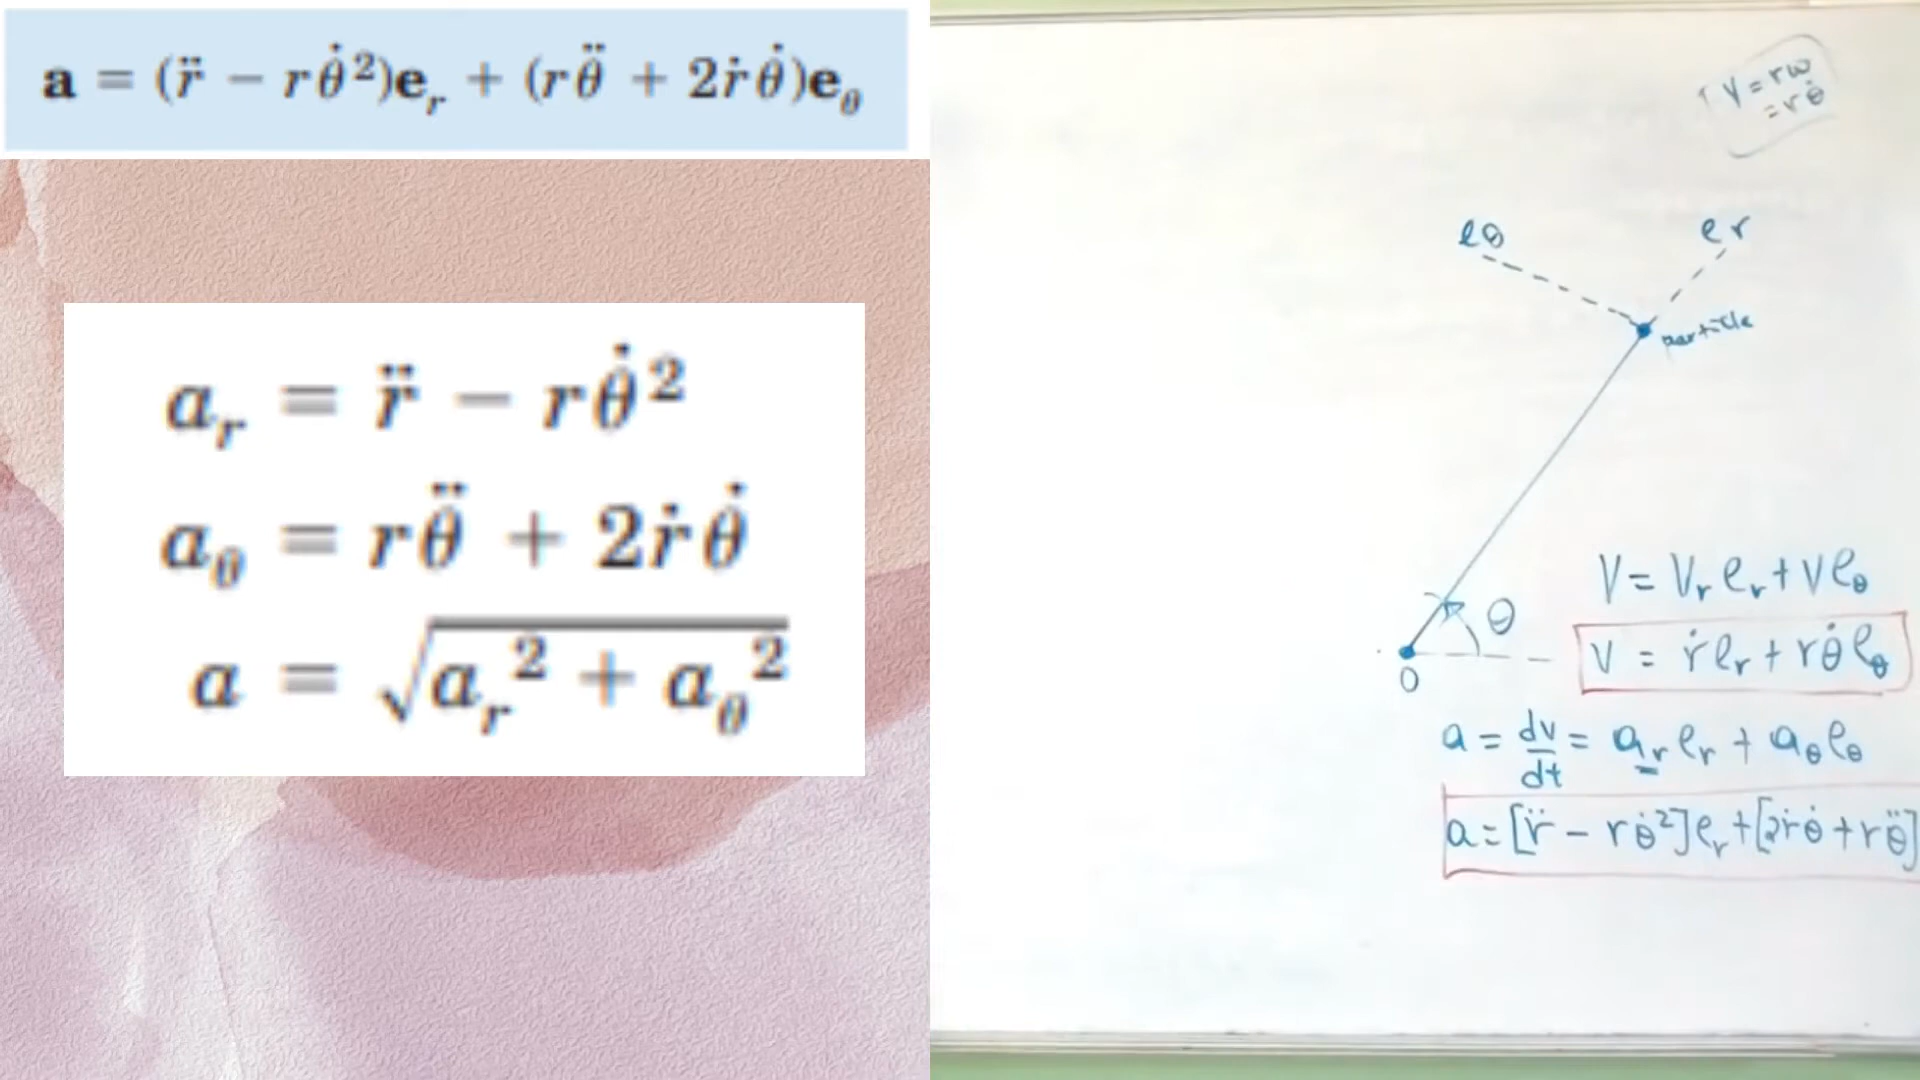 a = (r̈ − rθ̇²)e_r + (rθ̈ + 2ṙθ̇)e_θ
a_r = r̈ − rθ̇²
a_θ = rθ̈ + 2ṙθ̇
a = √(a_r² + a_θ²)
V = rω
= rθ̇
eθ er
particle
θ
O
V = V_r e_r + V e_θ
V = ṙe_r + rθ̇e_θ
a = dv/dt = a_r e_r + a_θ e_θ
a = [r̈ − rθ̇²]e_r + [2ṙθ̇ + rθ̈]